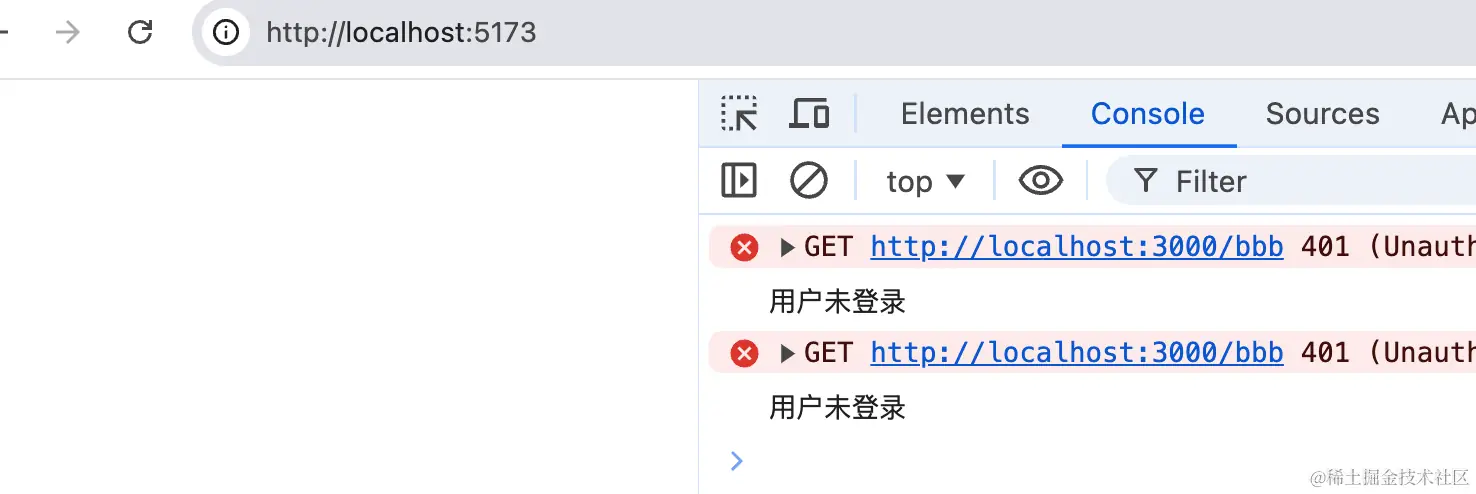 http://localhost:5173
Elements Console Sources Ap
top Filter
GET http://localhost:3000/bbb 401 (Unauth
用户未登录
GET http://localhost:3000/bbb 401 (Unauth
用户未登录
@稀土掘金技术社区